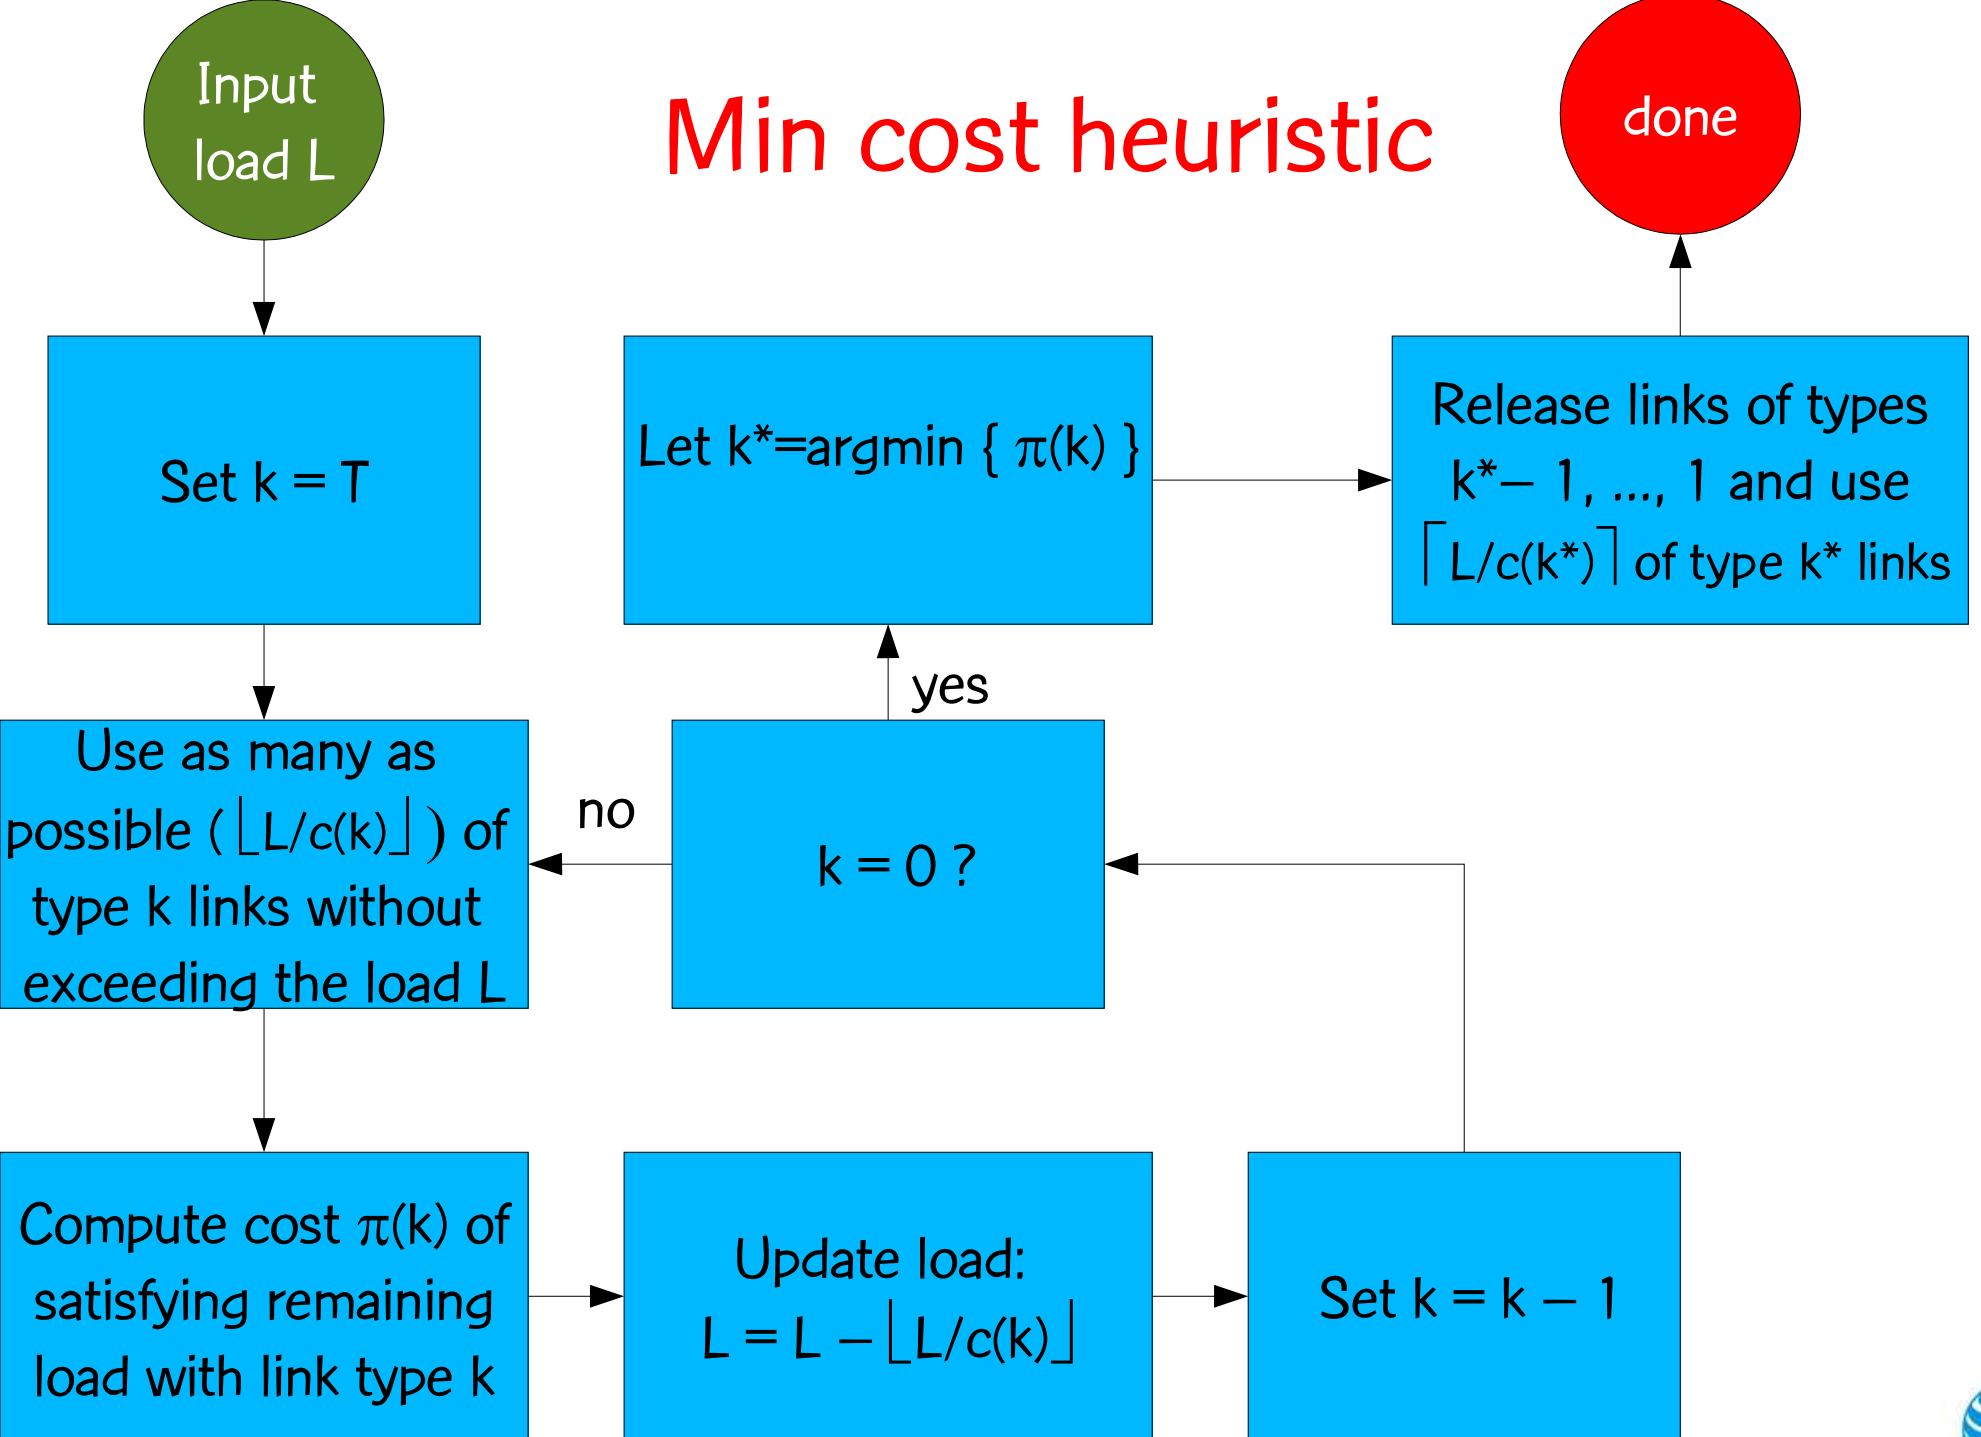 Input
load L
Min cost heuristic
done
Set k = T
Let k*=argmin { π(k) }
Release links of types
k*– 1, ..., 1 and use
⌈L/c(k*)⌉ of type k* links
yes
Use as many as
possible (⌊L/c(k)⌋) of
type k links without
exceeding the load L
no
k = 0 ?
Compute cost π(k) of
satisfying remaining
load with link type k
Update load:
L = L – ⌊L/c(k)⌋
Set k = k – 1